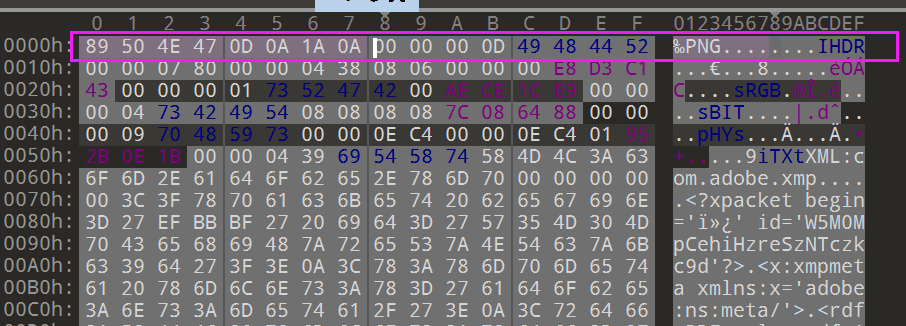 0 1 2 3 4 5 6 7 8 9 A B C D E F 0123456789ABCDEF
0000h: 89 50 4E 47 0D 0A 1A 0A 00 00 00 0D 49 48 44 52 ‰PNG........IHDR
0010h: 00 00 07 80 00 00 04 38 08 06 00 00 00 E8 D3 C1 ...€...8.....èÓÁ
0020h: 43 00 00 00 01 73 52 47 42 00 AE CE 1C E9 00 00 C....sRGB.®Î.é..
0030h: 00 04 73 42 49 54 08 08 08 08 7C 08 64 88 00 00 ..sBIT....|.dˆ..
0040h: 00 09 70 48 59 73 00 00 0E C4 00 00 0E C4 01 95 ..pHYs...Ä...Ä.•
0050h: 2B 0E 1B 00 00 04 39 69 54 58 74 58 4D 4C 3A 63 +.....9iTXtXML:c
0060h: 6F 6D 2E 61 64 6F 62 65 2E 78 6D 70 00 00 00 00 om.adobe.xmp....
0070h: 00 3C 3F 78 70 61 63 6B 65 74 20 62 65 67 69 6E .<?xpacket begin
0080h: 3D 27 EF BB BF 27 20 69 64 3D 27 57 35 4D 30 4D ='ï»¿' id='W5M0M
0090h: 70 43 65 68 69 48 7A 72 65 53 7A 4E 54 63 7A 6B pCehiHzreSzNTczk
00A0h: 63 39 64 27 3F 3E 0A 3C 78 3A 78 6D 70 6D 65 74 c9d'?>.<x:xmpmet
00B0h: 61 20 78 6D 6C 6E 73 3A 78 3D 27 61 64 6F 62 65 a xmlns:x='adobe
00C0h: 3A 6E 73 3A 6D 65 74 61 2F 27 3E 0A 3C 72 64 66 :ns:meta/'>.<rdf